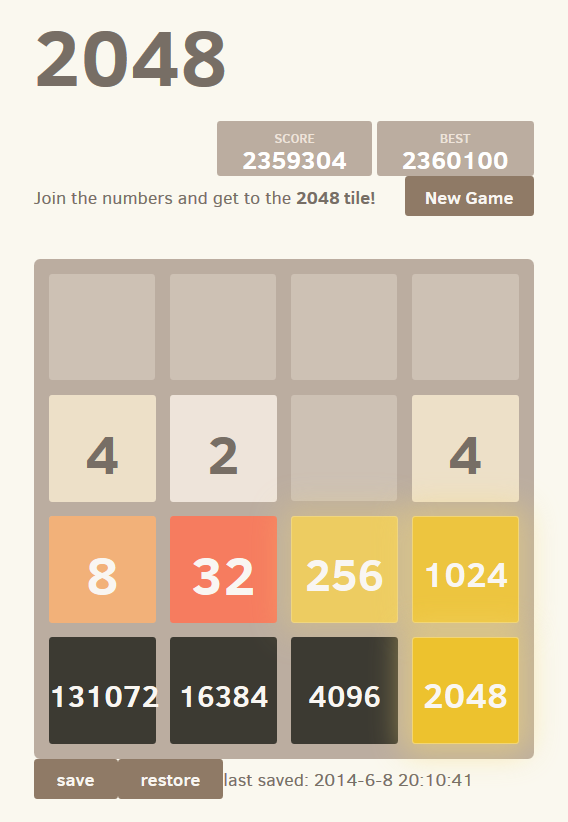 2048
SCORE BEST
2359304 2360100
Join the numbers and get to the 2048 tile! New Game
4 2 4
8 32 256 1024
131072 16384 4096 2048
save restore last saved: 2014-6-8 20:10:41